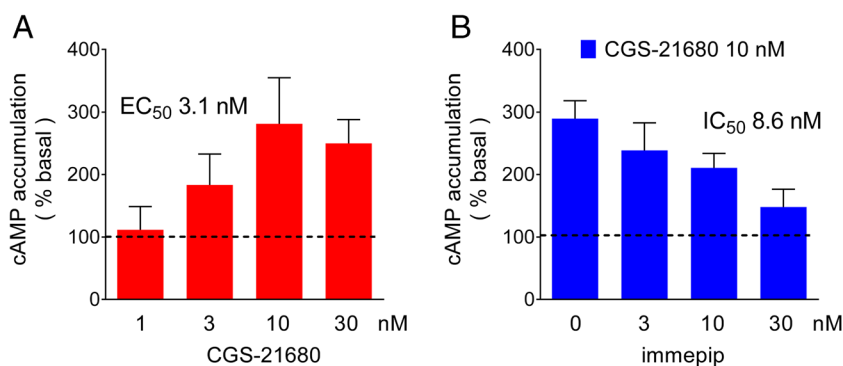 A
cAMP accumulation
( % basal )
400
300
200
100
0
EC50 3.1 nM
1 3 10 30 nM
CGS-21680
B
cAMP accumulation
( % basal )
400
300
200
100
0
CGS-21680 10 nM
IC50 8.6 nM
0 3 10 30 nM
immepip